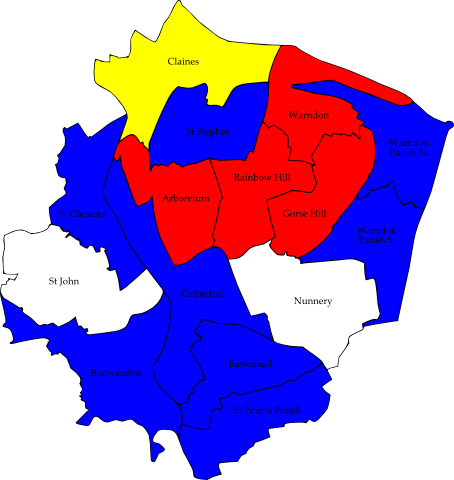 Claines
Warndon
St Stephen
Warndon
Parish N.
Rainbow Hill
Arboretum
St Clement
Gorse Hill
Warndon
Parish S.
St John
Cathedral
Nunnery
Battenhall
Bedwardine
St Peter's Parish